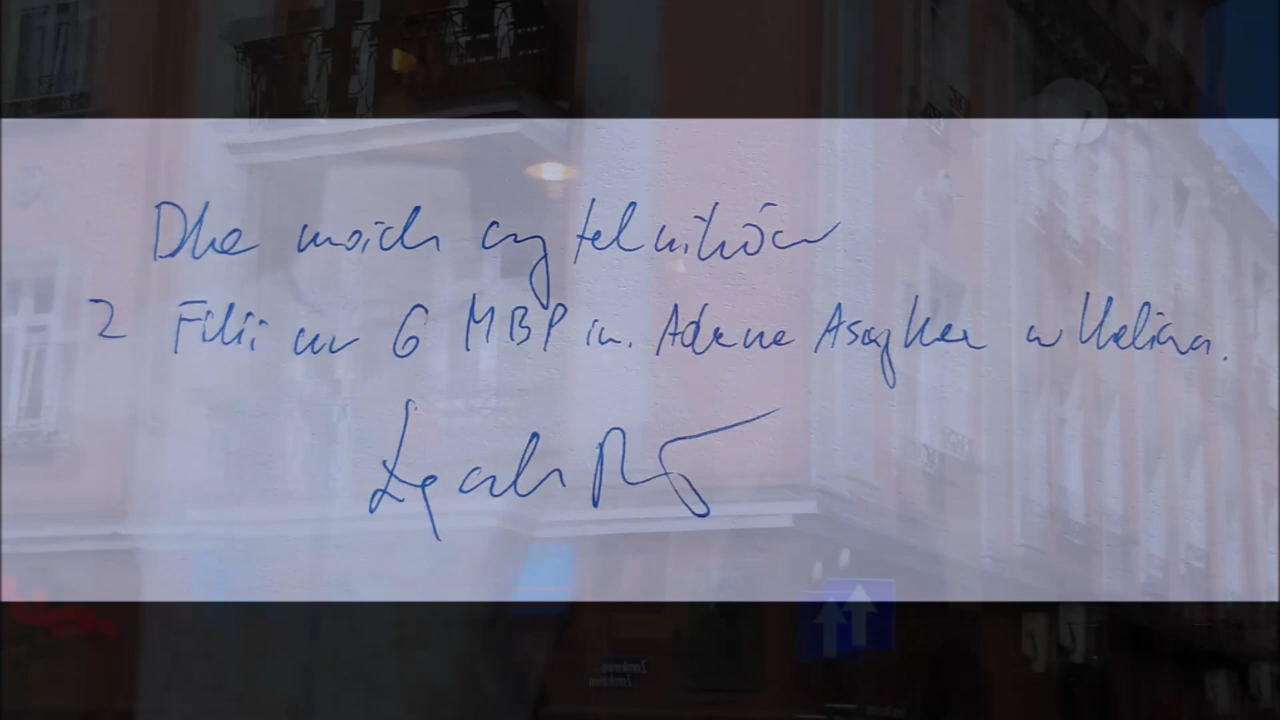 Dla moich czytelników
z Filii nr 6 MBP im. Adama Asnyka w Kaliszu.